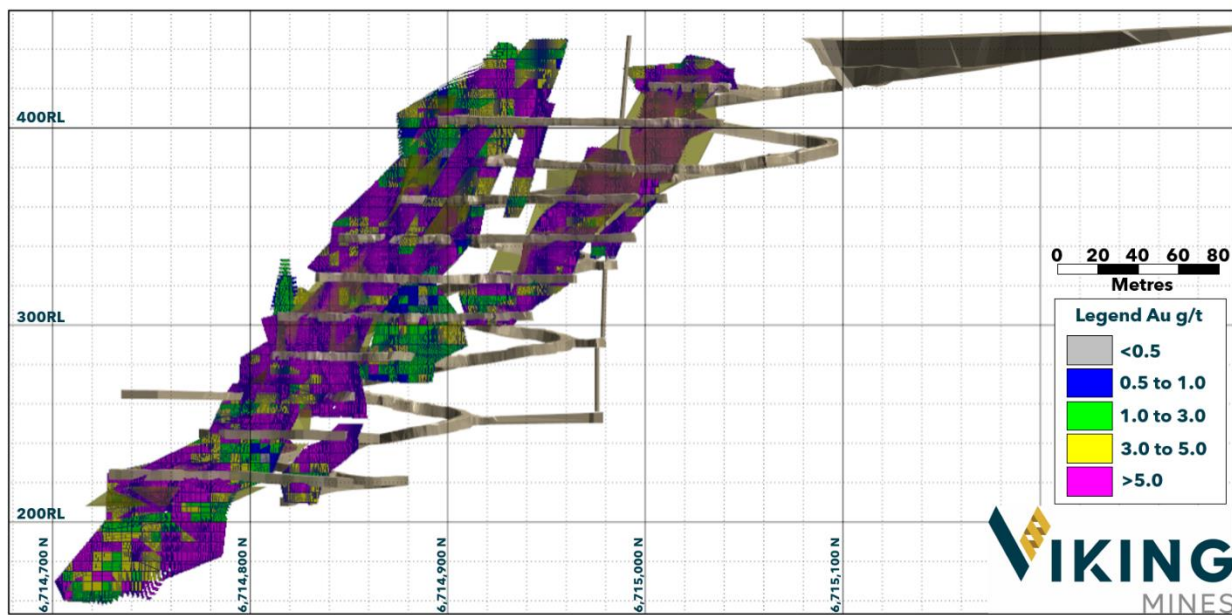 400RL
300RL
200RL
6,714,700 N
6,714,800 N
6,714,900 N
6,715,000 N
6,715,100 N
0 20 40 60 80
Metres
Legend Au g/t
<0.5
0.5 to 1.0
1.0 to 3.0
3.0 to 5.0
>5.0
VIKING
MINES